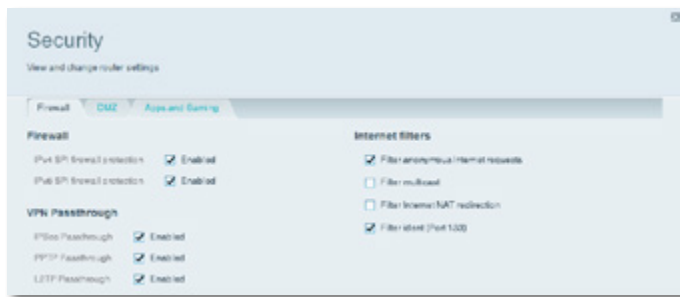 Security
View and change router settings
Firewall DMZ Apps and Gaming
Firewall
IPv4 SPI firewall protection Enabled
IPv6 SPI firewall protection Enabled
VPN Passthrough
IPSec Passthrough Enabled
PPTP Passthrough Enabled
L2TP Passthrough Enabled
Internet filters
Filter anonymous Internet requests
Filter multicast
Filter Internet NAT redirection
Filter ident (Port 113)